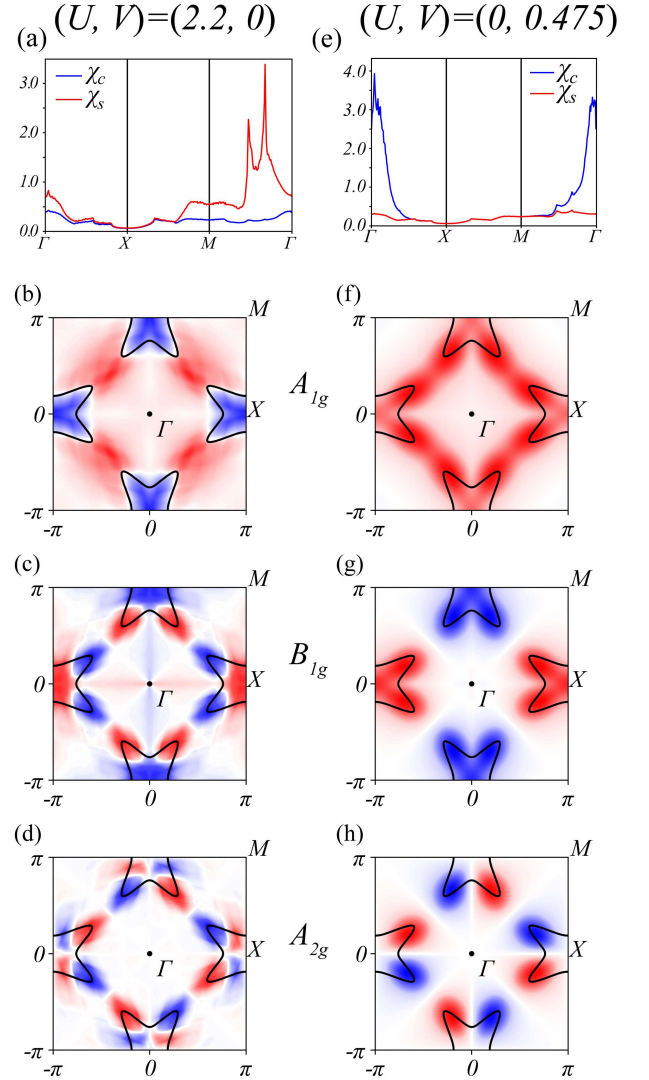 (U, V)=(2.2, 0)
(U, V)=(0, 0.475)
(a)
χc
χs
3.0
2.0
1.0
0.0
Γ
X
M
Γ
(e)
χc
χs
4.0
3.0
2.0
1.0
0.0
Γ
X
M
Γ
(b)
M
π
0
X
Γ
-π
-π
0
π
A1g
(f)
M
π
0
X
Γ
-π
-π
0
π
(c)
M
π
0
X
Γ
-π
-π
0
π
B1g
(g)
M
π
0
X
Γ
-π
-π
0
π
(d)
M
π
0
X
Γ
-π
-π
0
π
A2g
(h)
M
π
0
X
Γ
-π
-π
0
π